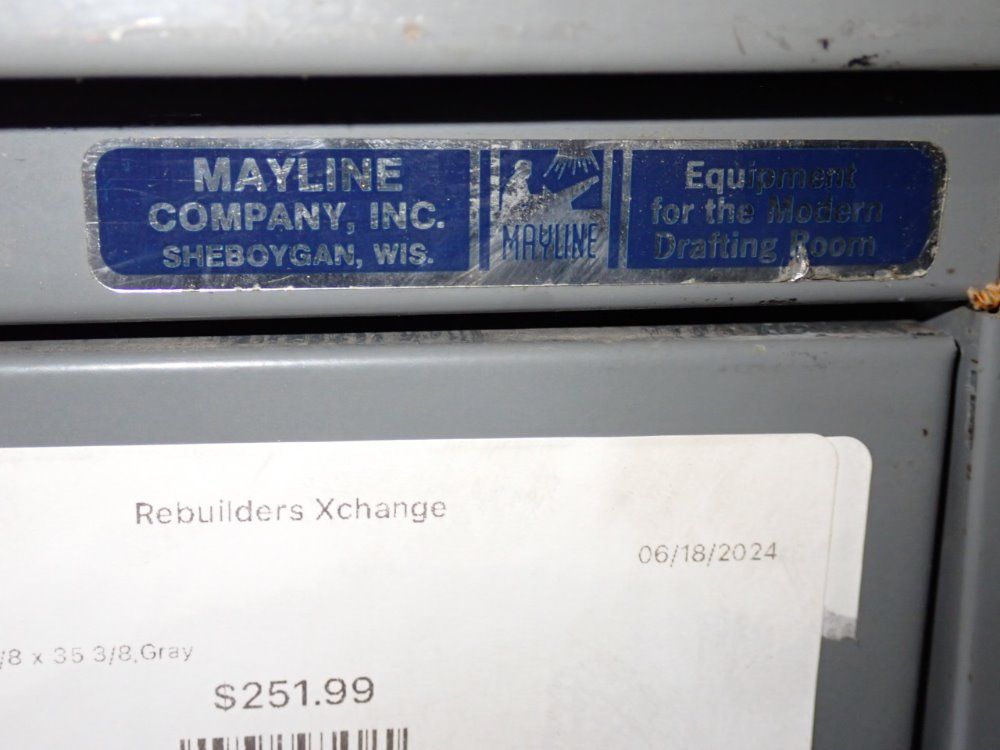 MAYLINE
COMPANY, INC.
SHEBOYGAN, WIS.
MAYLINE
Equipment
for the Modern
Drafting Room
Rebuilders Xchange
06/18/2024
/8 x 35 3/8,Gray
$251.99